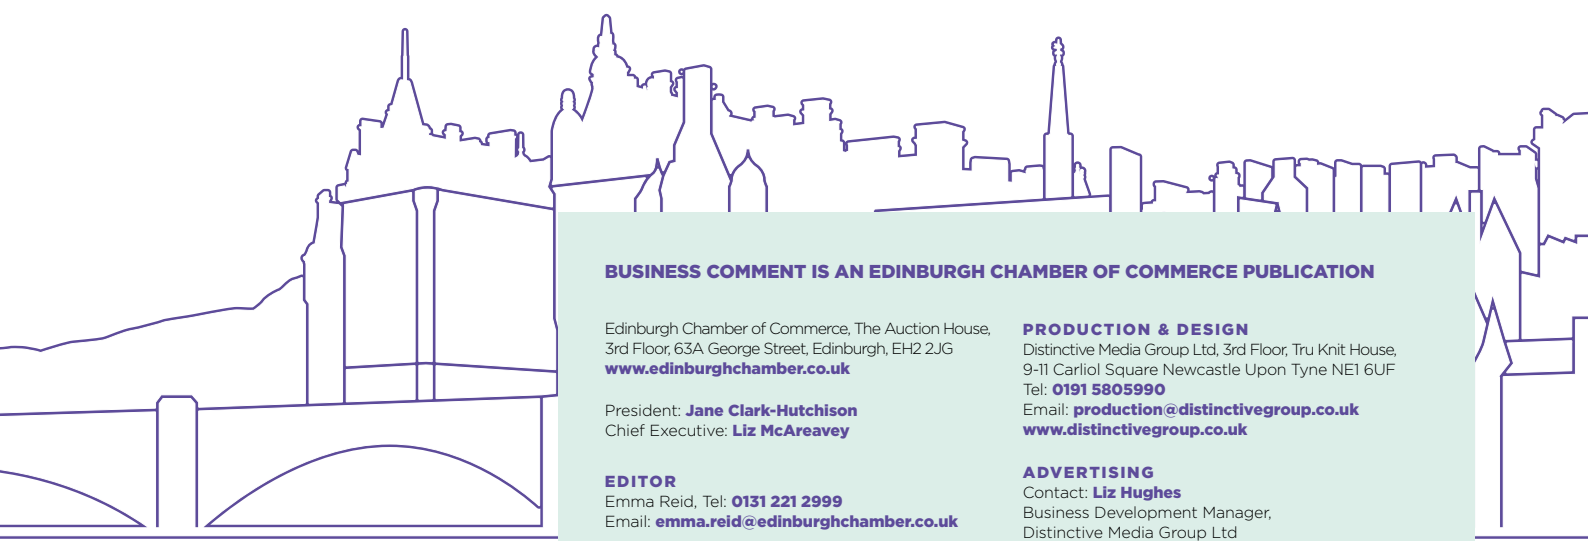 BUSINESS COMMENT IS AN EDINBURGH CHAMBER OF COMMERCE PUBLICATION
Edinburgh Chamber of Commerce, The Auction House,
3rd Floor, 63A George Street, Edinburgh, EH2 2JG
www.edinburghchamber.co.uk
President: Jane Clark-Hutchison
Chief Executive: Liz McAreavey
EDITOR
Emma Reid, Tel: 0131 221 2999
Email: emma.reid@edinburghchamber.co.uk
PRODUCTION & DESIGN
Distinctive Media Group Ltd, 3rd Floor, Tru Knit House,
9-11 Carliol Square Newcastle Upon Tyne NE1 6UF
Tel: 0191 5805990
Email: production@distinctivegroup.co.uk
www.distinctivegroup.co.uk
ADVERTISING
Contact: Liz Hughes
Business Development Manager,
Distinctive Media Group Ltd